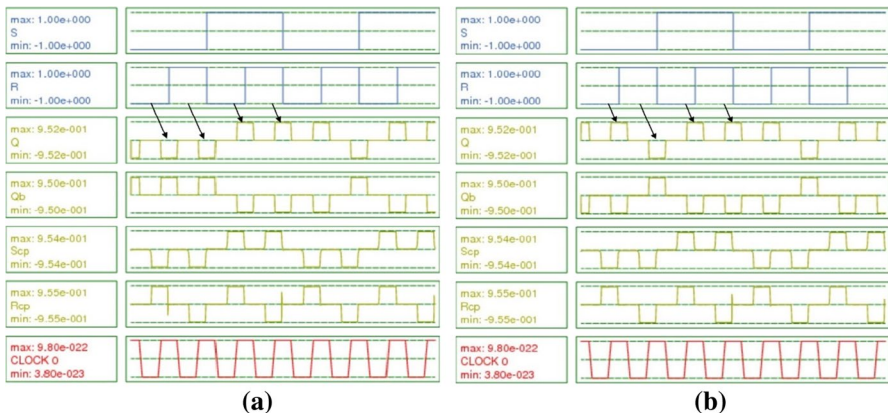 max: 1.00e+000
S
min: -1.00e+000
max: 1.00e+000
R
min: -1.00e+000
max: 9.52e-001
Q
min: -9.52e-001
max: 9.50e-001
Qb
min: -9.50e-001
max: 9.54e-001
Scp
min: -9.54e-001
max: 9.55e-001
Rcp
min: -9.55e-001
max: 9.80e-022
CLOCK 0
min: 3.80e-023
(a)
max: 1.00e+000
S
min: -1.00e+000
max: 1.00e+000
R
min: -1.00e+000
max: 9.52e-001
Q
min: -9.52e-001
max: 9.50e-001
Qb
min: -9.50e-001
max: 9.54e-001
Scp
min: -9.54e-001
max: 9.55e-001
Rcp
min: -9.55e-001
max: 9.80e-022
CLOCK 0
min: 3.80e-023
(b)